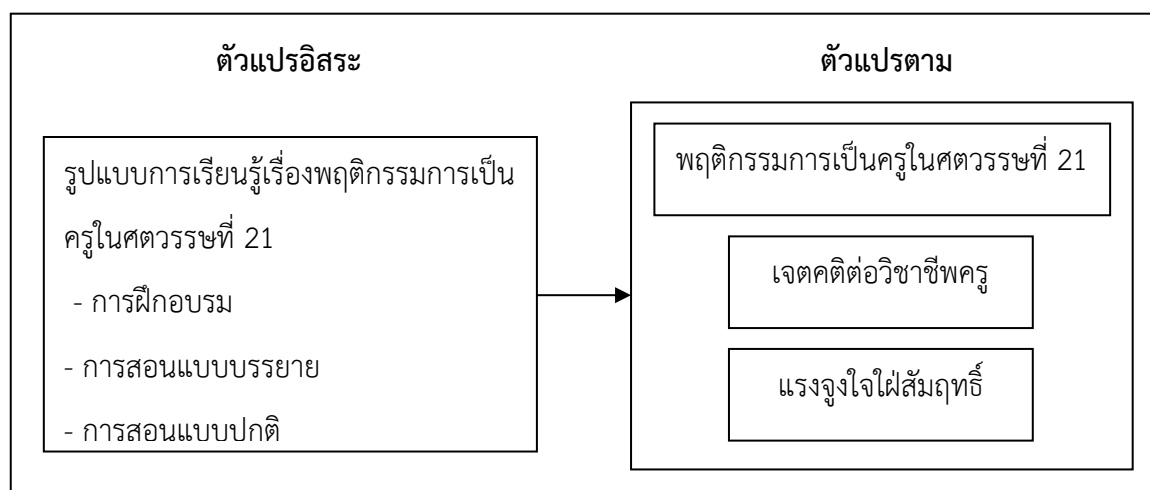 ตัวแปรอิสระ
รูปแบบการเรียนรู้เรื่องพฤติกรรมการเป็น
ครูในศตวรรษที่ 21
- การฝึกอบรม
- การสอนแบบบรรยาย
- การสอนแบบปกติ
ตัวแปรตาม
พฤติกรรมการเป็นครูในศตวรรษที่ 21
เจตคติต่อวิชาชีพครู
แรงจูงใจใฝ่สัมฤทธิ์